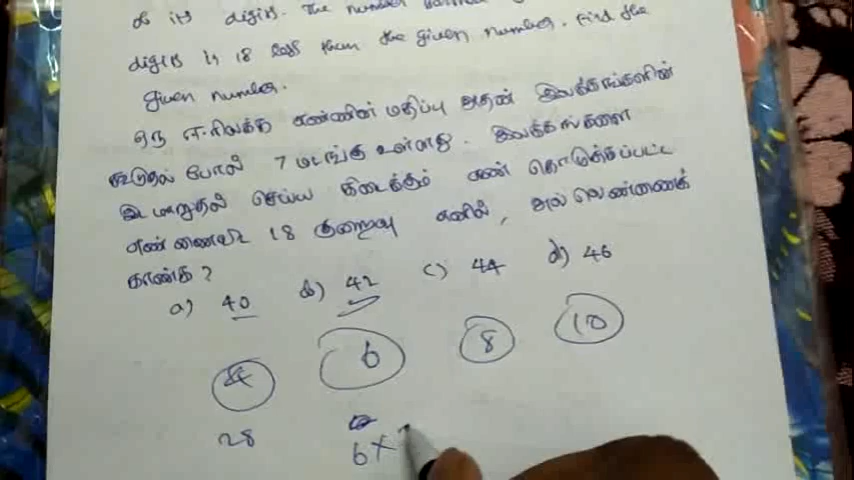 of its digits. The number
digits is 18 less than the given number. Find the
given number.
ஒரு ஈ.ரிலக்க எண்ணின் மதிப்பு அதன் இலக்கங்களின்
கூடுதல் போல் 7 மடங்கு உள்ளது. இலக்கங்களை
இடமாறுதல் செய்ய கிடைக்கும் எண் கொடுக்கப்பட்ட
எண்ணைவிட 18 குறைவு எனில், அவ்வெண்ணைக்
காண்க?
a) 40 b) 42 c) 44 d) 46
4 6 8 10
28 6×